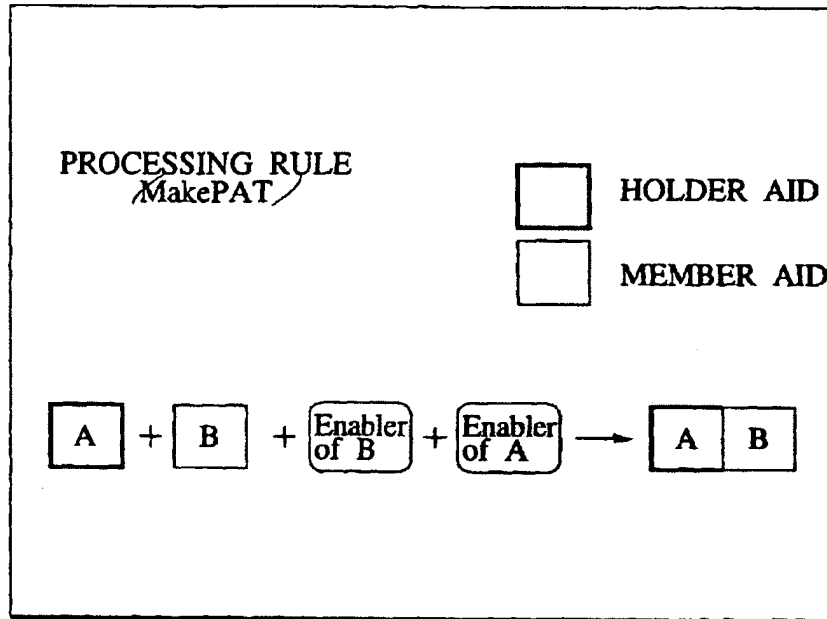 PROCESSING RULE
MakePAT
HOLDER AID
MEMBER AID
A + B + Enabler of B + Enabler of A → A B